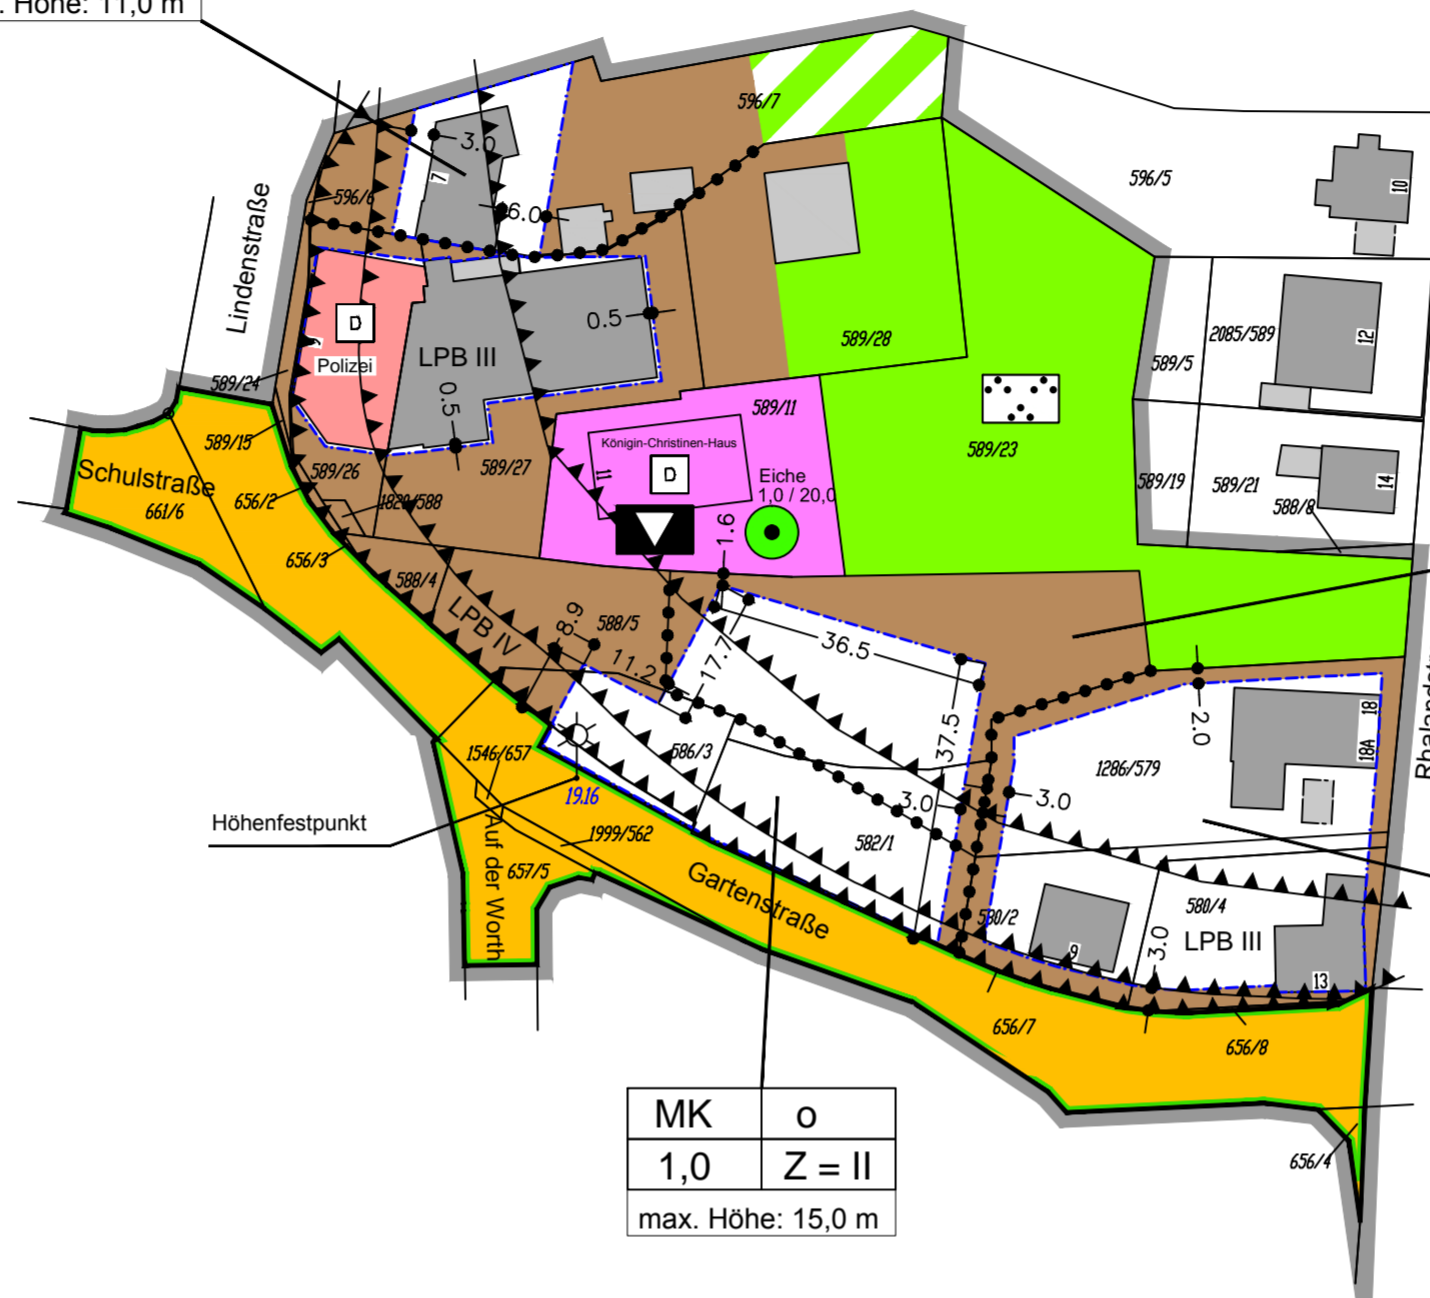 . Höhe: 11,0 m
596/7
3.0
7
596/5
10
596/6
6.0
Lindenstraße
D
9
Polizei
LPB III
0.5
0.5
589/28
2085/589
12
589/5
589/24
589/11
589/15
Königin-Christinen-Haus
D
11
Eiche
1,0 / 20,0
589/23
589/26
589/27
589/19
589/21
14
588/8
Schulstraße
661/6
656/2
1820/588
656/3
1.6
588/4
LPB IV
8.9
588/5
11.2
17.7
36.5
37.5
2.0
18
18A
586/3
1286/579
1546/657
19.16
3.0
3.0
Höhenfestpunkt
1999/562
582/1
657/5
Auf der Worth
Gartenstraße
580/2
9
580/4
LPB III
3.0
13
656/7
656/8
MK o
1,0 Z = II
max. Höhe: 15,0 m
656/4